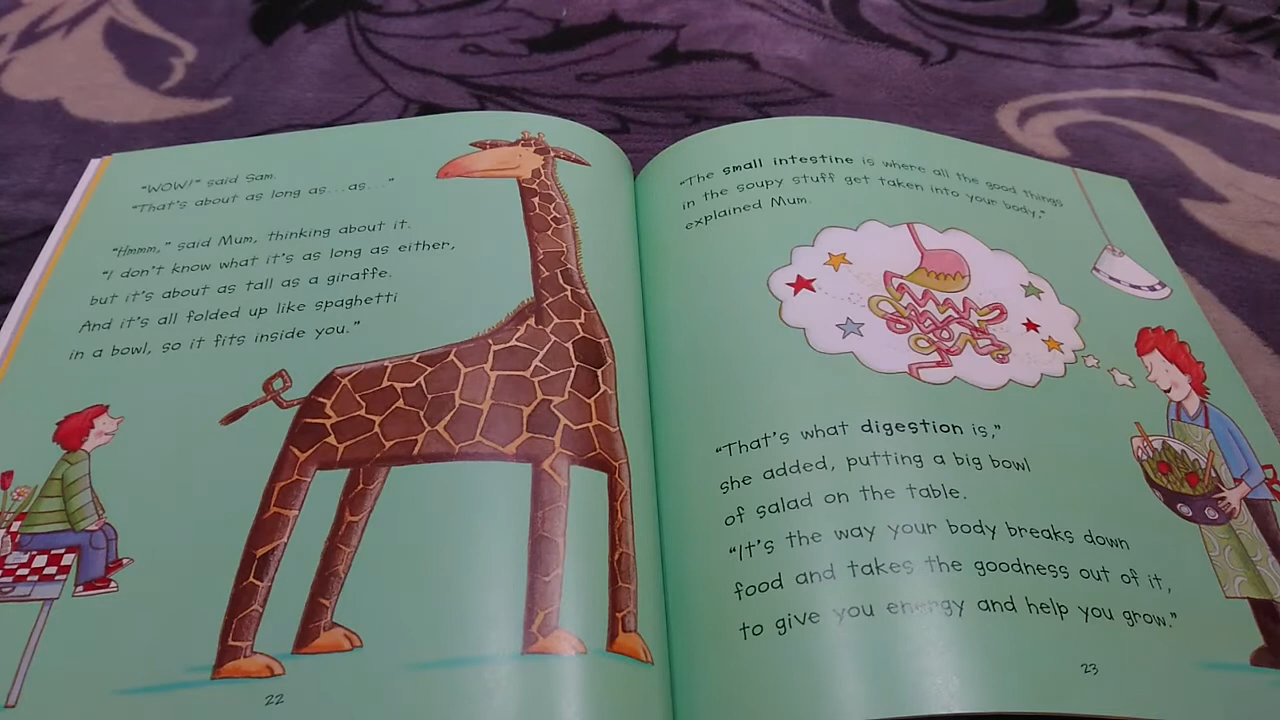 "WOW!" said Sam.
"That's about as long as...as..."
"Hmmm," said Mum, thinking about it.
"I don't know what it's as long as either,
but it's about as tall as a giraffe.
And it's all folded up like spaghetti
in a bowl, so it fits inside you."
22
"The small intestine is where all the good things
in the soupy stuff get taken into your body,"
explained Mum.
"That's what digestion is,"
she added, putting a big bowl
of salad on the table.
"It's the way your body breaks down
food and takes the goodness out of it,
to give you energy and help you grow."
23